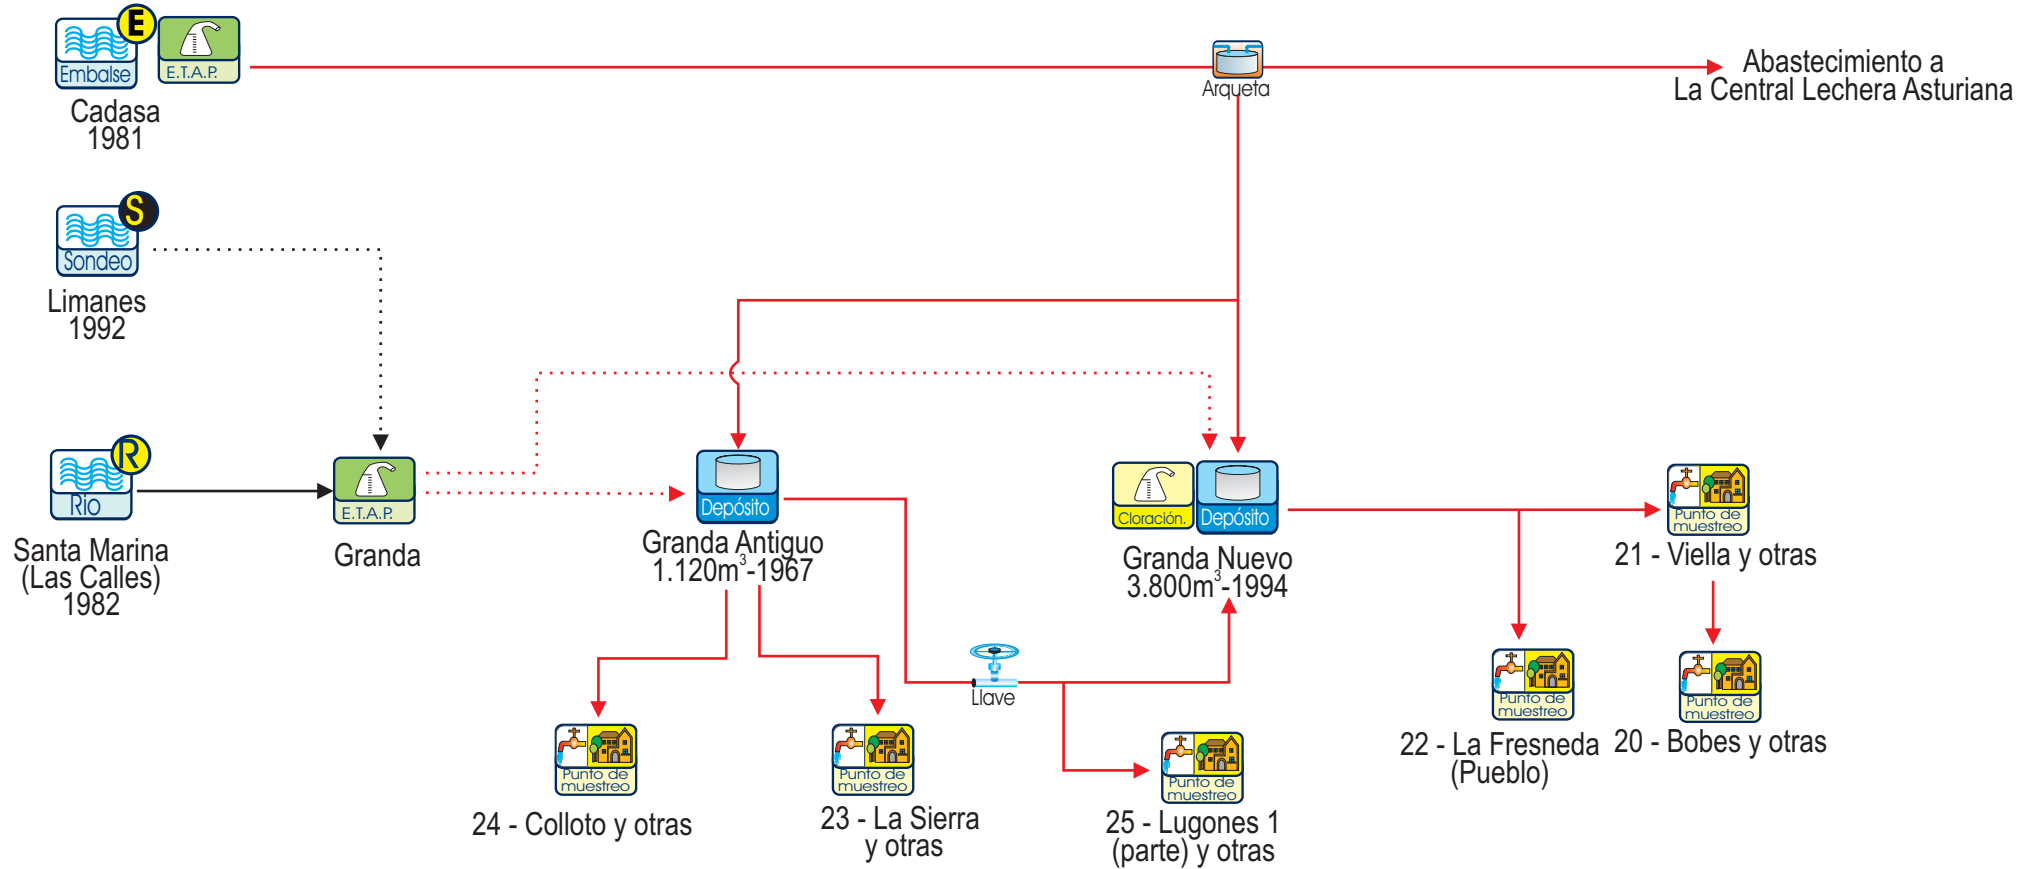 E
Embalse
E.T.A.P.
Cadasa
1981
Arqueta
Abastecimiento a
La Central Lechera Asturiana
S
Sondeo
Limanes
1992
R
Rio
Santa Marina
(Las Calles)
1982
E.T.A.P.
Granda
Depósito
Granda Antiguo
1.120m³-1967
Cloración.
Depósito
Granda Nuevo
3.800m³-1994
Punto de
muestreo
21 - Viella y otras
Llave
Punto de
muestreo
22 - La Fresneda
(Pueblo)
Punto de
muestreo
20 - Bobes y otras
Punto de
muestreo
24 - Colloto y otras
Punto de
muestreo
23 - La Sierra
y otras
Punto de
muestreo
25 - Lugones 1
(parte) y otras